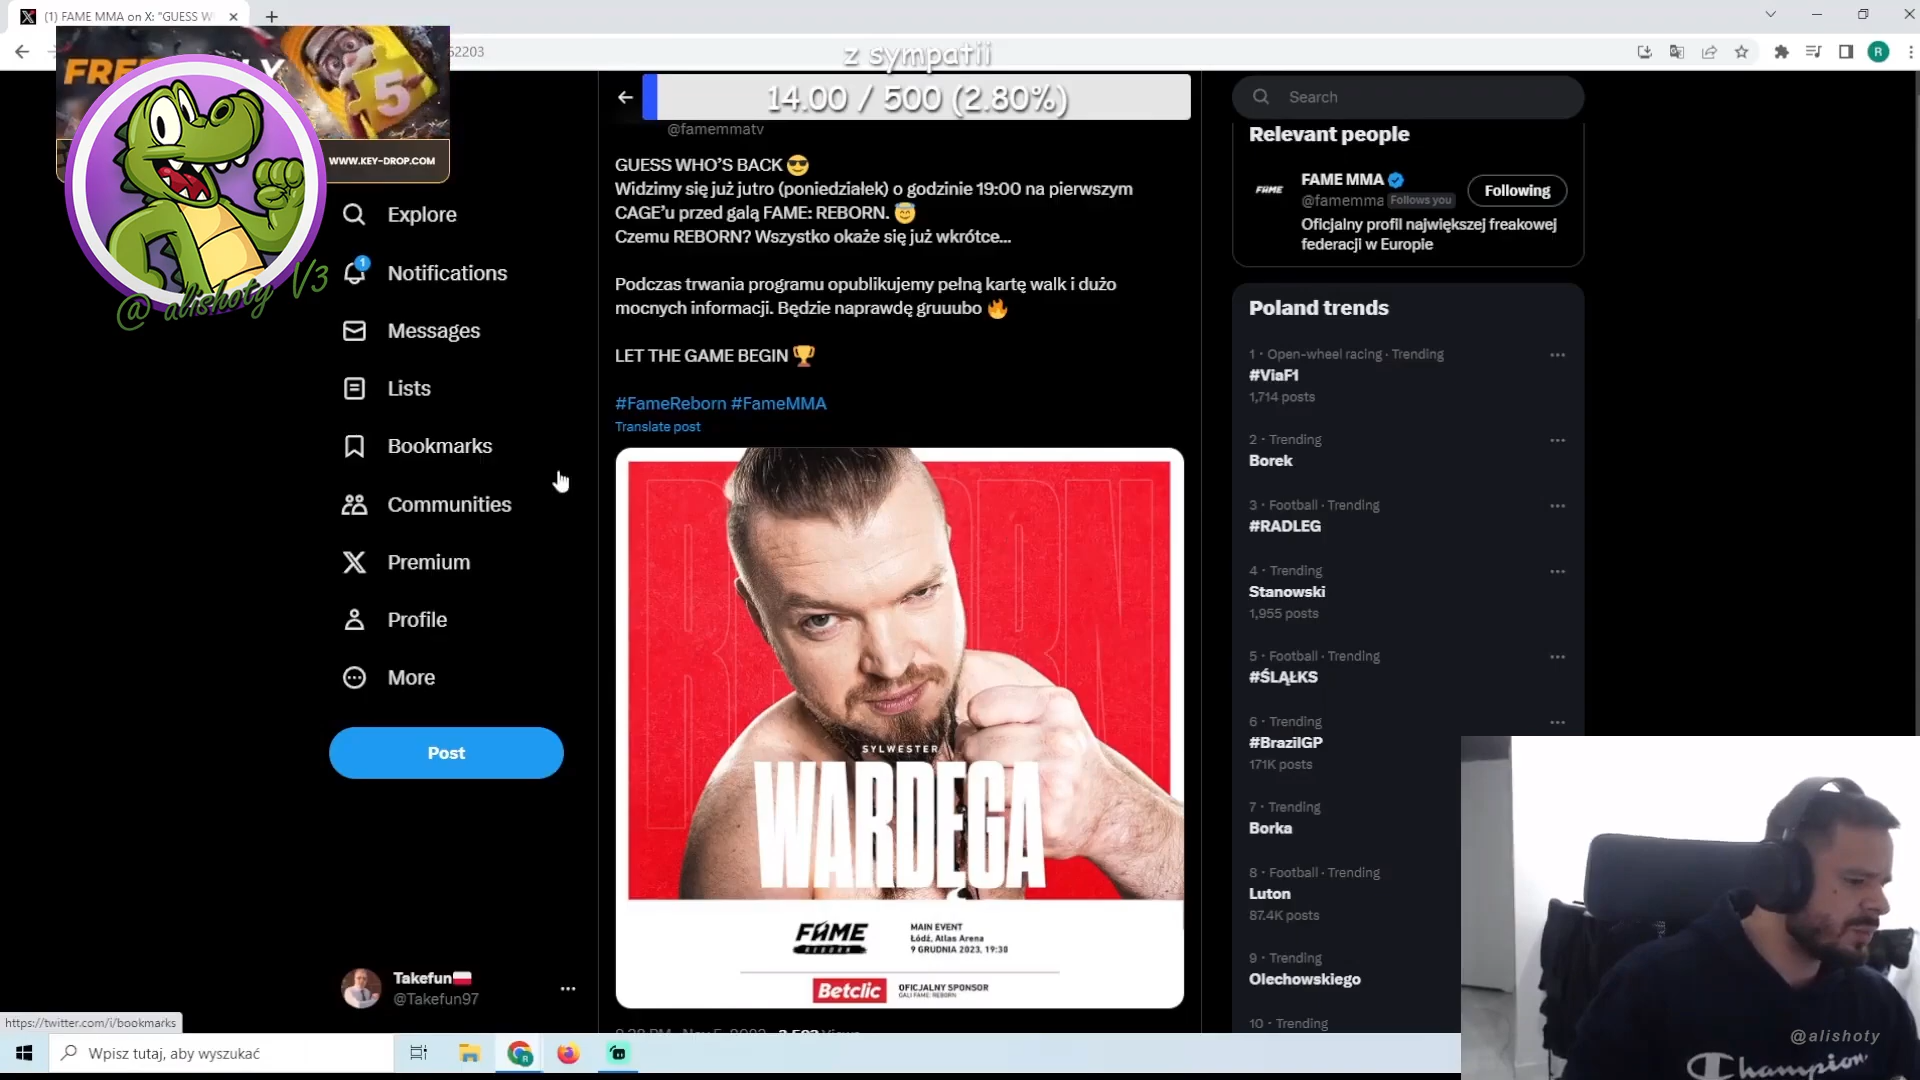 (1) FAME MMA on X: "GUESS W
52203
z sympatii
14.00 / 500 (2.80%)
WWW.KEY-DROP.COM
5
@ alishoty V3
Explore
1
Notifications
Messages
Lists
Bookmarks
Communities
Premium
Profile
More
Post
Takefun
@Takefun97
@famemmatv
GUESS WHO'S BACK 😎
Widzimy się już jutro (poniedziałek) o godzinie 19:00 na pierwszym
CAGE'u przed galą FAME: REBORN. 😇
Czemu REBORN? Wszystko okaże się już wkrótce...
Podczas trwania programu opublikujemy pełną kartę walk i dużo
mocnych informacji. Będzie naprawdę gruuubo 🔥
LET THE GAME BEGIN 🏆
#FameReborn #FameMMA
Translate post
SYLWESTER
WARDĘGA
FAME
REBORN
MAIN EVENT
Łódź, Atlas Arena
9 GRUDNIA 2023, 19:30
Betclic
OFICJALNY SPONSOR
GALI FAME: REBORN
Search
Relevant people
FAME MMA
@famemma Follows you
Following
Oficjalny profil największej freakowej
federacji w Europie
Poland trends
1 · Open-wheel racing · Trending
#ViaF1
1,714 posts
2 · Trending
Borek
3 · Football · Trending
#RADLEG
4 · Trending
Stanowski
1,955 posts
5 · Football · Trending
#ŚLĄŁKS
6 · Trending
#BrazilGP
171K posts
7 · Trending
Borka
8 · Football · Trending
Luton
87.4K posts
9 · Trending
Olechowskiego
10 · Trending
R
https://twitter.com/i/bookmarks
Wpisz tutaj, aby wyszukać
@alishoty
Champion